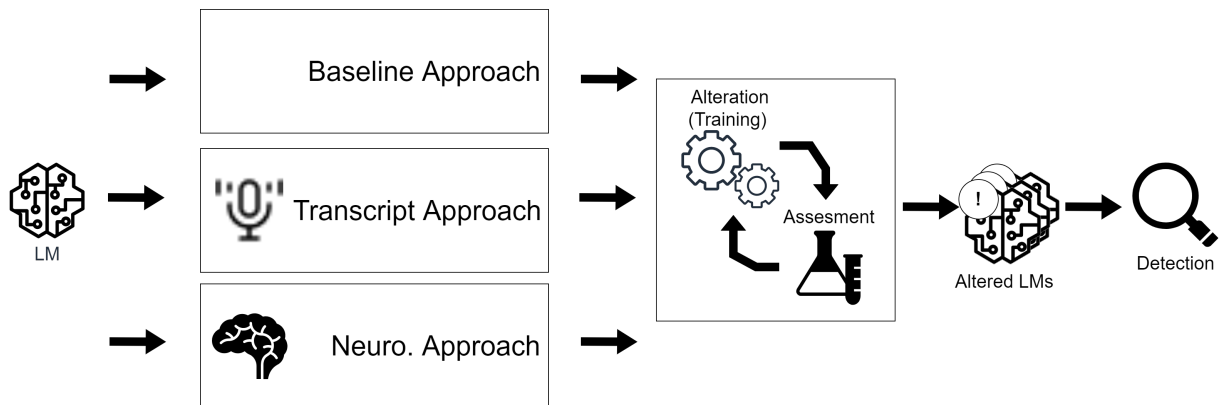 LM
Baseline Approach
Transcript Approach
Neuro. Approach
Alteration
(Training)
Assesment
!
Altered LMs
Detection